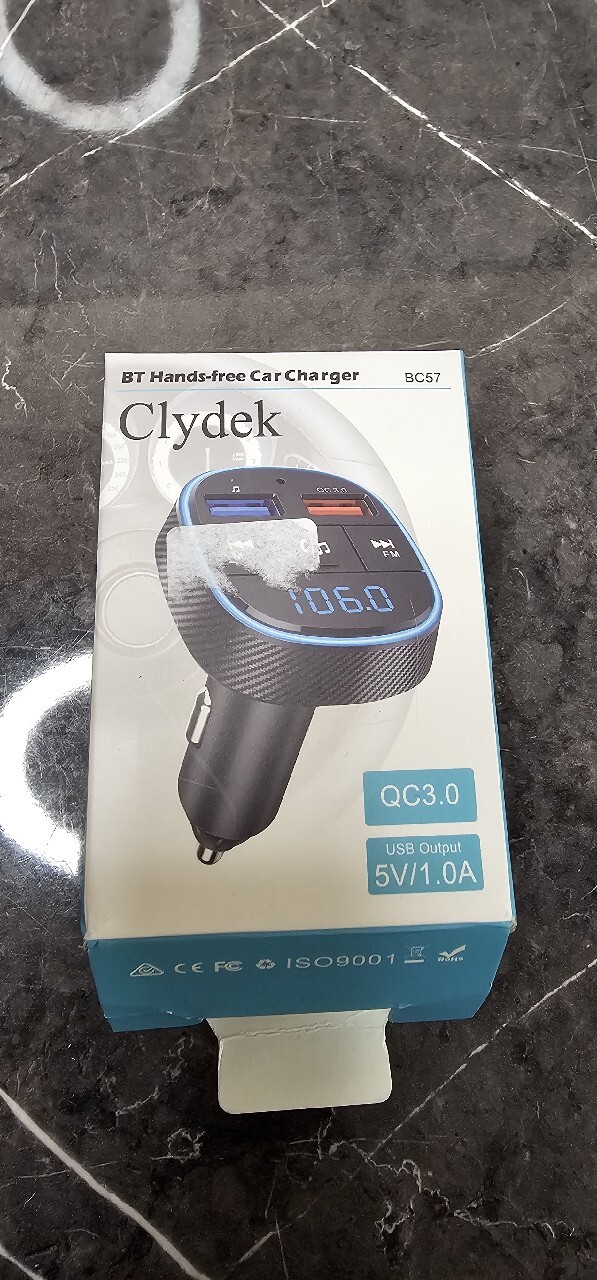 BT Hands-free Car Charger BC57
Clydek
QC3.0
FM
106.0
QC3.0
USB Output
5V/1.0A
CE FC ISO9001 RoHS